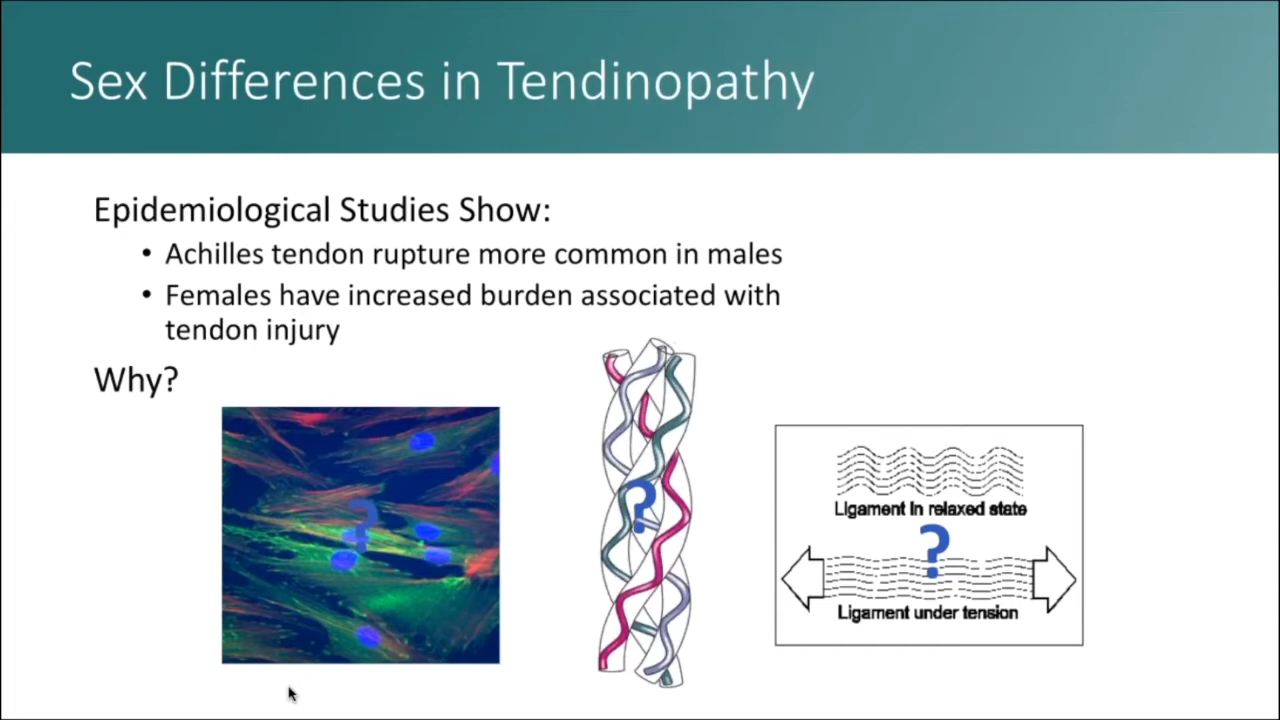 Sex Differences in Tendinopathy
Epidemiological Studies Show:
• Achilles tendon rupture more common in males
• Females have increased burden associated with
tendon injury
Why?
?
?
Ligament in relaxed state
?
Ligament under tension